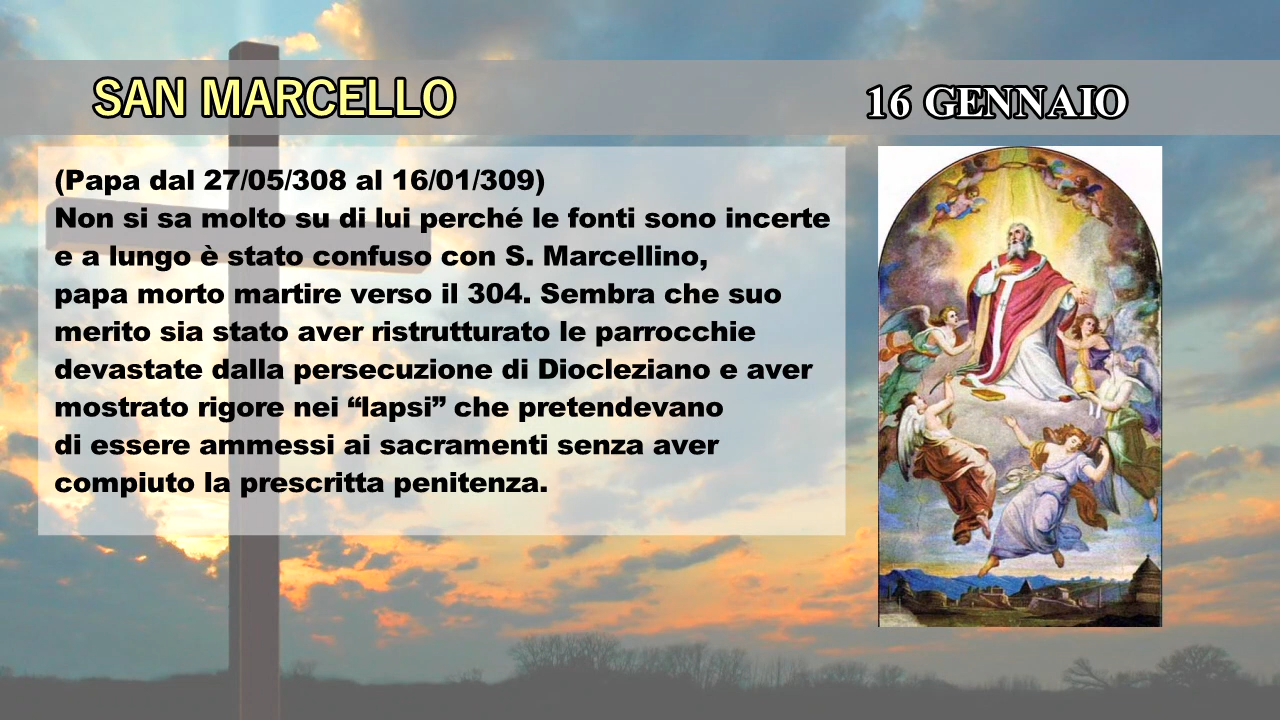 SAN MARCELLO
16 GENNAIO
(Papa dal 27/05/308 al 16/01/309)
Non si sa molto su di lui perché le fonti sono incerte
e a lungo è stato confuso con S. Marcellino,
papa morto martire verso il 304. Sembra che suo
merito sia stato aver ristrutturato le parrocchie
devastate dalla persecuzione di Diocleziano e aver
mostrato rigore nei “lapsi” che pretendevano
di essere ammessi ai sacramenti senza aver
compiuto la prescritta penitenza.